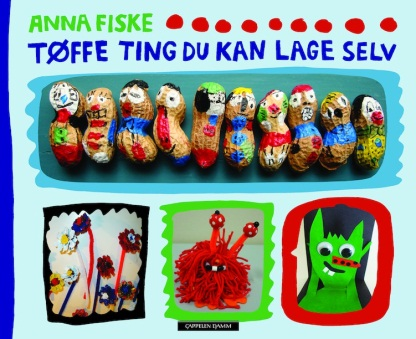 ANNA FISKE
TØFFE TING DU KAN LAGE SELV
CAPPELEN DAMM